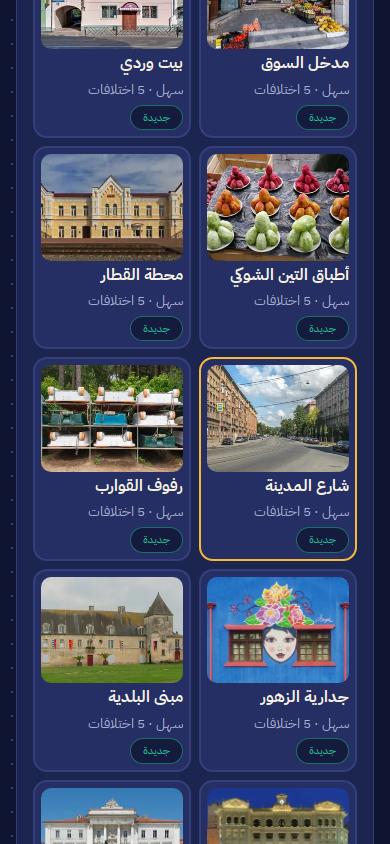 مدخل السوق
سهل · 5 اختلافات
جديدة
بيت وردي
سهل · 5 اختلافات
جديدة
أطباق التين الشوكي
سهل · 5 اختلافات
جديدة
محطة القطار
سهل · 5 اختلافات
جديدة
شارع المدينة
سهل · 5 اختلافات
جديدة
رفوف القوارب
سهل · 5 اختلافات
جديدة
جدارية الزهور
سهل · 5 اختلافات
جديدة
مبنى البلدية
سهل · 5 اختلافات
جديدة